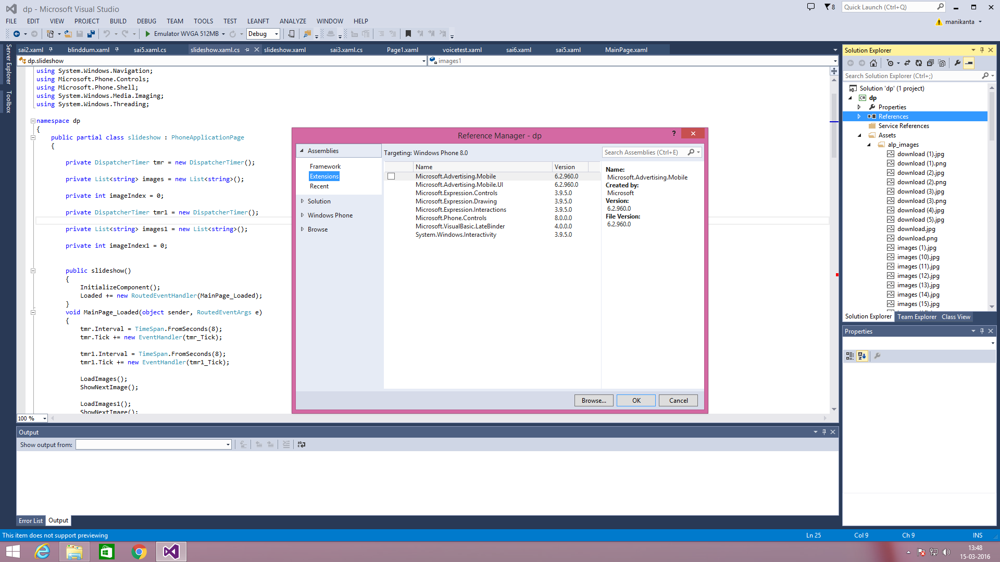 dp - Microsoft Visual Studio
8
Quick Launch (Ctrl+Q)
FILE EDIT VIEW PROJECT BUILD DEBUG TEAM TOOLS TEST LEANFT ANALYZE WINDOW HELP
manikanta
Emulator WVGA 512MB Debug
Server Explorer
Toolbox
sai2.xaml blinddum.xaml sai5.xaml.cs slideshow.xaml.cs slideshow.xaml sai3.xaml.cs Page1.xaml voicetest.xaml sai6.xaml sai5.xaml MainPage.xaml
dp.slideshow images1
using System.Windows.Navigation;
using Microsoft.Phone.Controls;
using Microsoft.Phone.Shell;
using System.Windows.Media.Imaging;
using System.Windows.Threading;
namespace dp
{
public partial class slideshow : PhoneApplicationPage
{
private DispatcherTimer tmr = new DispatcherTimer();
private List<string> images = new List<string>();
private int imageIndex = 0;
private DispatcherTimer tmr1 = new DispatcherTimer();
private List<string> images1 = new List<string>();
private int imageIndex1 = 0;
public slideshow()
{
InitializeComponent();
Loaded += new RoutedEventHandler(MainPage_Loaded);
}
void MainPage_Loaded(object sender, RoutedEventArgs e)
{
tmr.Interval = TimeSpan.FromSeconds(8);
tmr.Tick += new EventHandler(tmr_Tick);
tmr1.Interval = TimeSpan.FromSeconds(8);
tmr1.Tick += new EventHandler(tmr1_Tick);
LoadImages();
ShowNextImage();
LoadImages1();
ShowNextImage();
100 %
Reference Manager - dp
?
Assemblies
Framework
Extensions
Recent
Solution
Windows Phone
Browse
Targeting: Windows Phone 8.0
Search Assemblies (Ctrl+E)
Name Version
Microsoft.Advertising.Mobile 6.2.960.0
Microsoft.Advertising.Mobile.UI 6.2.960.0
Microsoft.Expression.Controls 3.9.5.0
Microsoft.Expression.Drawing 3.9.5.0
Microsoft.Expression.Interactions 3.9.5.0
Microsoft.Phone.Controls 8.0.0.0
Microsoft.VisualBasic.LateBinder 4.0.0.0
System.Windows.Interactivity 3.9.5.0
Name:
Microsoft.Advertising.Mobile
Created by:
Microsoft
Version:
6.2.960.0
File Version:
6.2.960.0
Browse... OK Cancel
Solution Explorer
Search Solution Explorer (Ctrl+;)
Solution 'dp' (1 project)
C# dp
Properties
References
Service References
Assets
alp_images
download (1).jpg
download (1).png
download (2).jpg
download (2).png
download (3).jpg
download (3).png
download (4).jpg
download (5).jpg
download.jpg
download.png
images (1).jpg
images (10).jpg
images (11).jpg
images (12).jpg
images (13).jpg
images (14).jpg
images (15).jpg
Solution Explorer Team Explorer Class View
Properties
Output
Show output from:
Error List Output
This item does not support previewing
Ln 25 Col 9 Ch 9 INS
13:48
15-03-2016